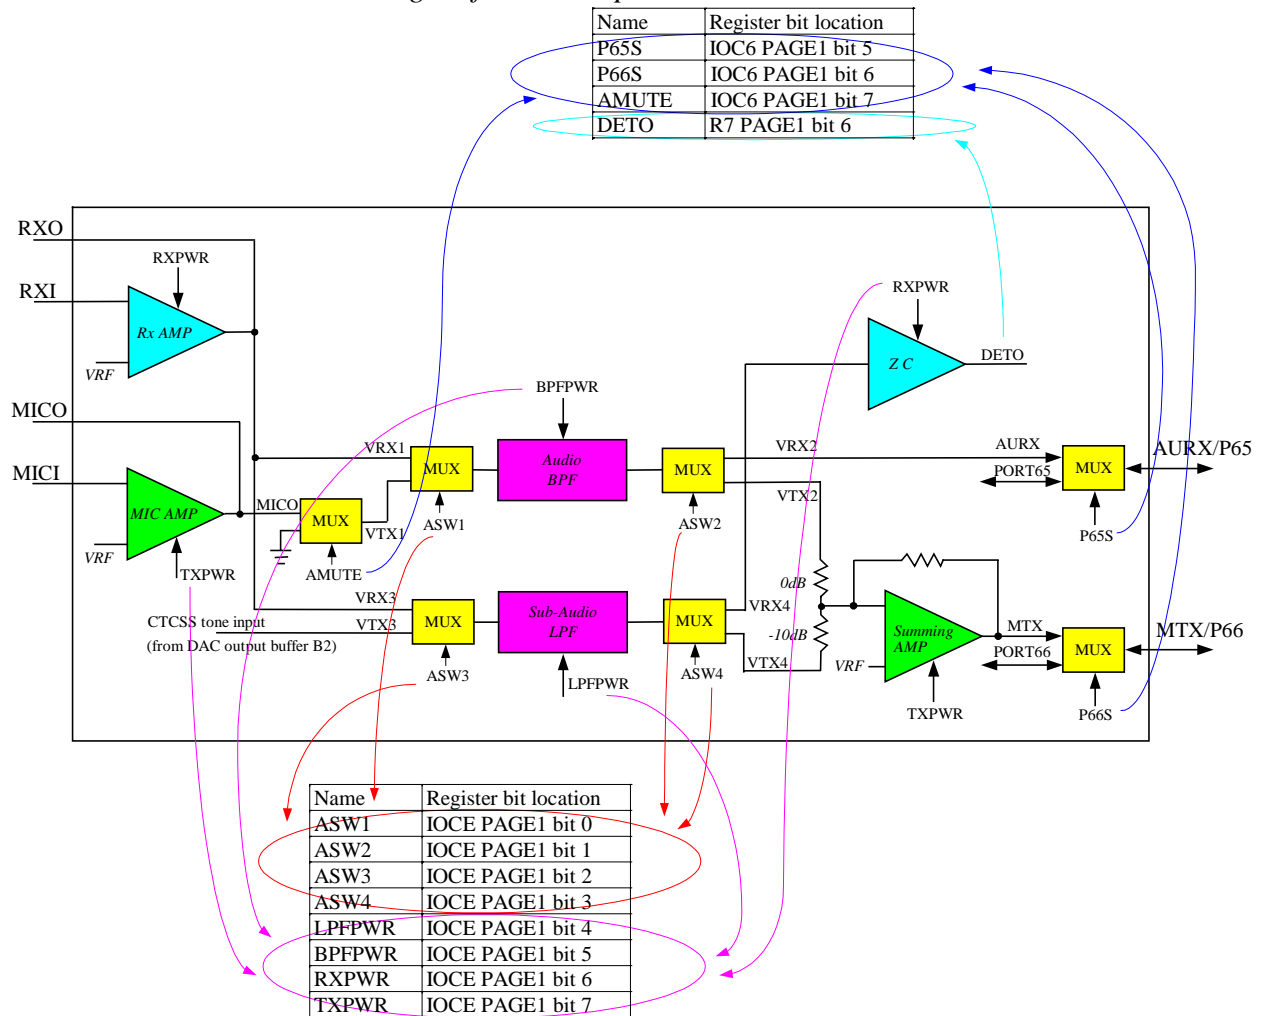 Name Register bit location
P65S IOC6 PAGE1 bit 5
P66S IOC6 PAGE1 bit 6
AMUTE IOC6 PAGE1 bit 7
DETO R7 PAGE1 bit 6
RXO
RXPWR
RXI
Rx AMP
VRF
RXPWR
Z C
DETO
MICO
BPFPWR
VRX1
MUX
Audio
BPF
MUX
VRX2
AURX
MUX
AURX/P65
PORT65
MICI
MIC AMP
MICO
MUX
VTX1
ASW1
ASW2
VTX2
P65S
VRF
TXPWR
AMUTE
0dB
-10dB
VRX3
CTCSS tone input
VTX3
(from DAC output buffer B2)
MUX
Sub-Audio
LPF
MUX
VRX4
VTX4
Summing
AMP
VRF
MTX
MUX
MTX/P66
PORT66
ASW3
LPFPWR
ASW4
TXPWR
P66S
Name Register bit location
ASW1 IOCE PAGE1 bit 0
ASW2 IOCE PAGE1 bit 1
ASW3 IOCE PAGE1 bit 2
ASW4 IOCE PAGE1 bit 3
LPFPWR IOCE PAGE1 bit 4
BPFPWR IOCE PAGE1 bit 5
RXPWR IOCE PAGE1 bit 6
TXPWR IOCE PAGE1 bit 7